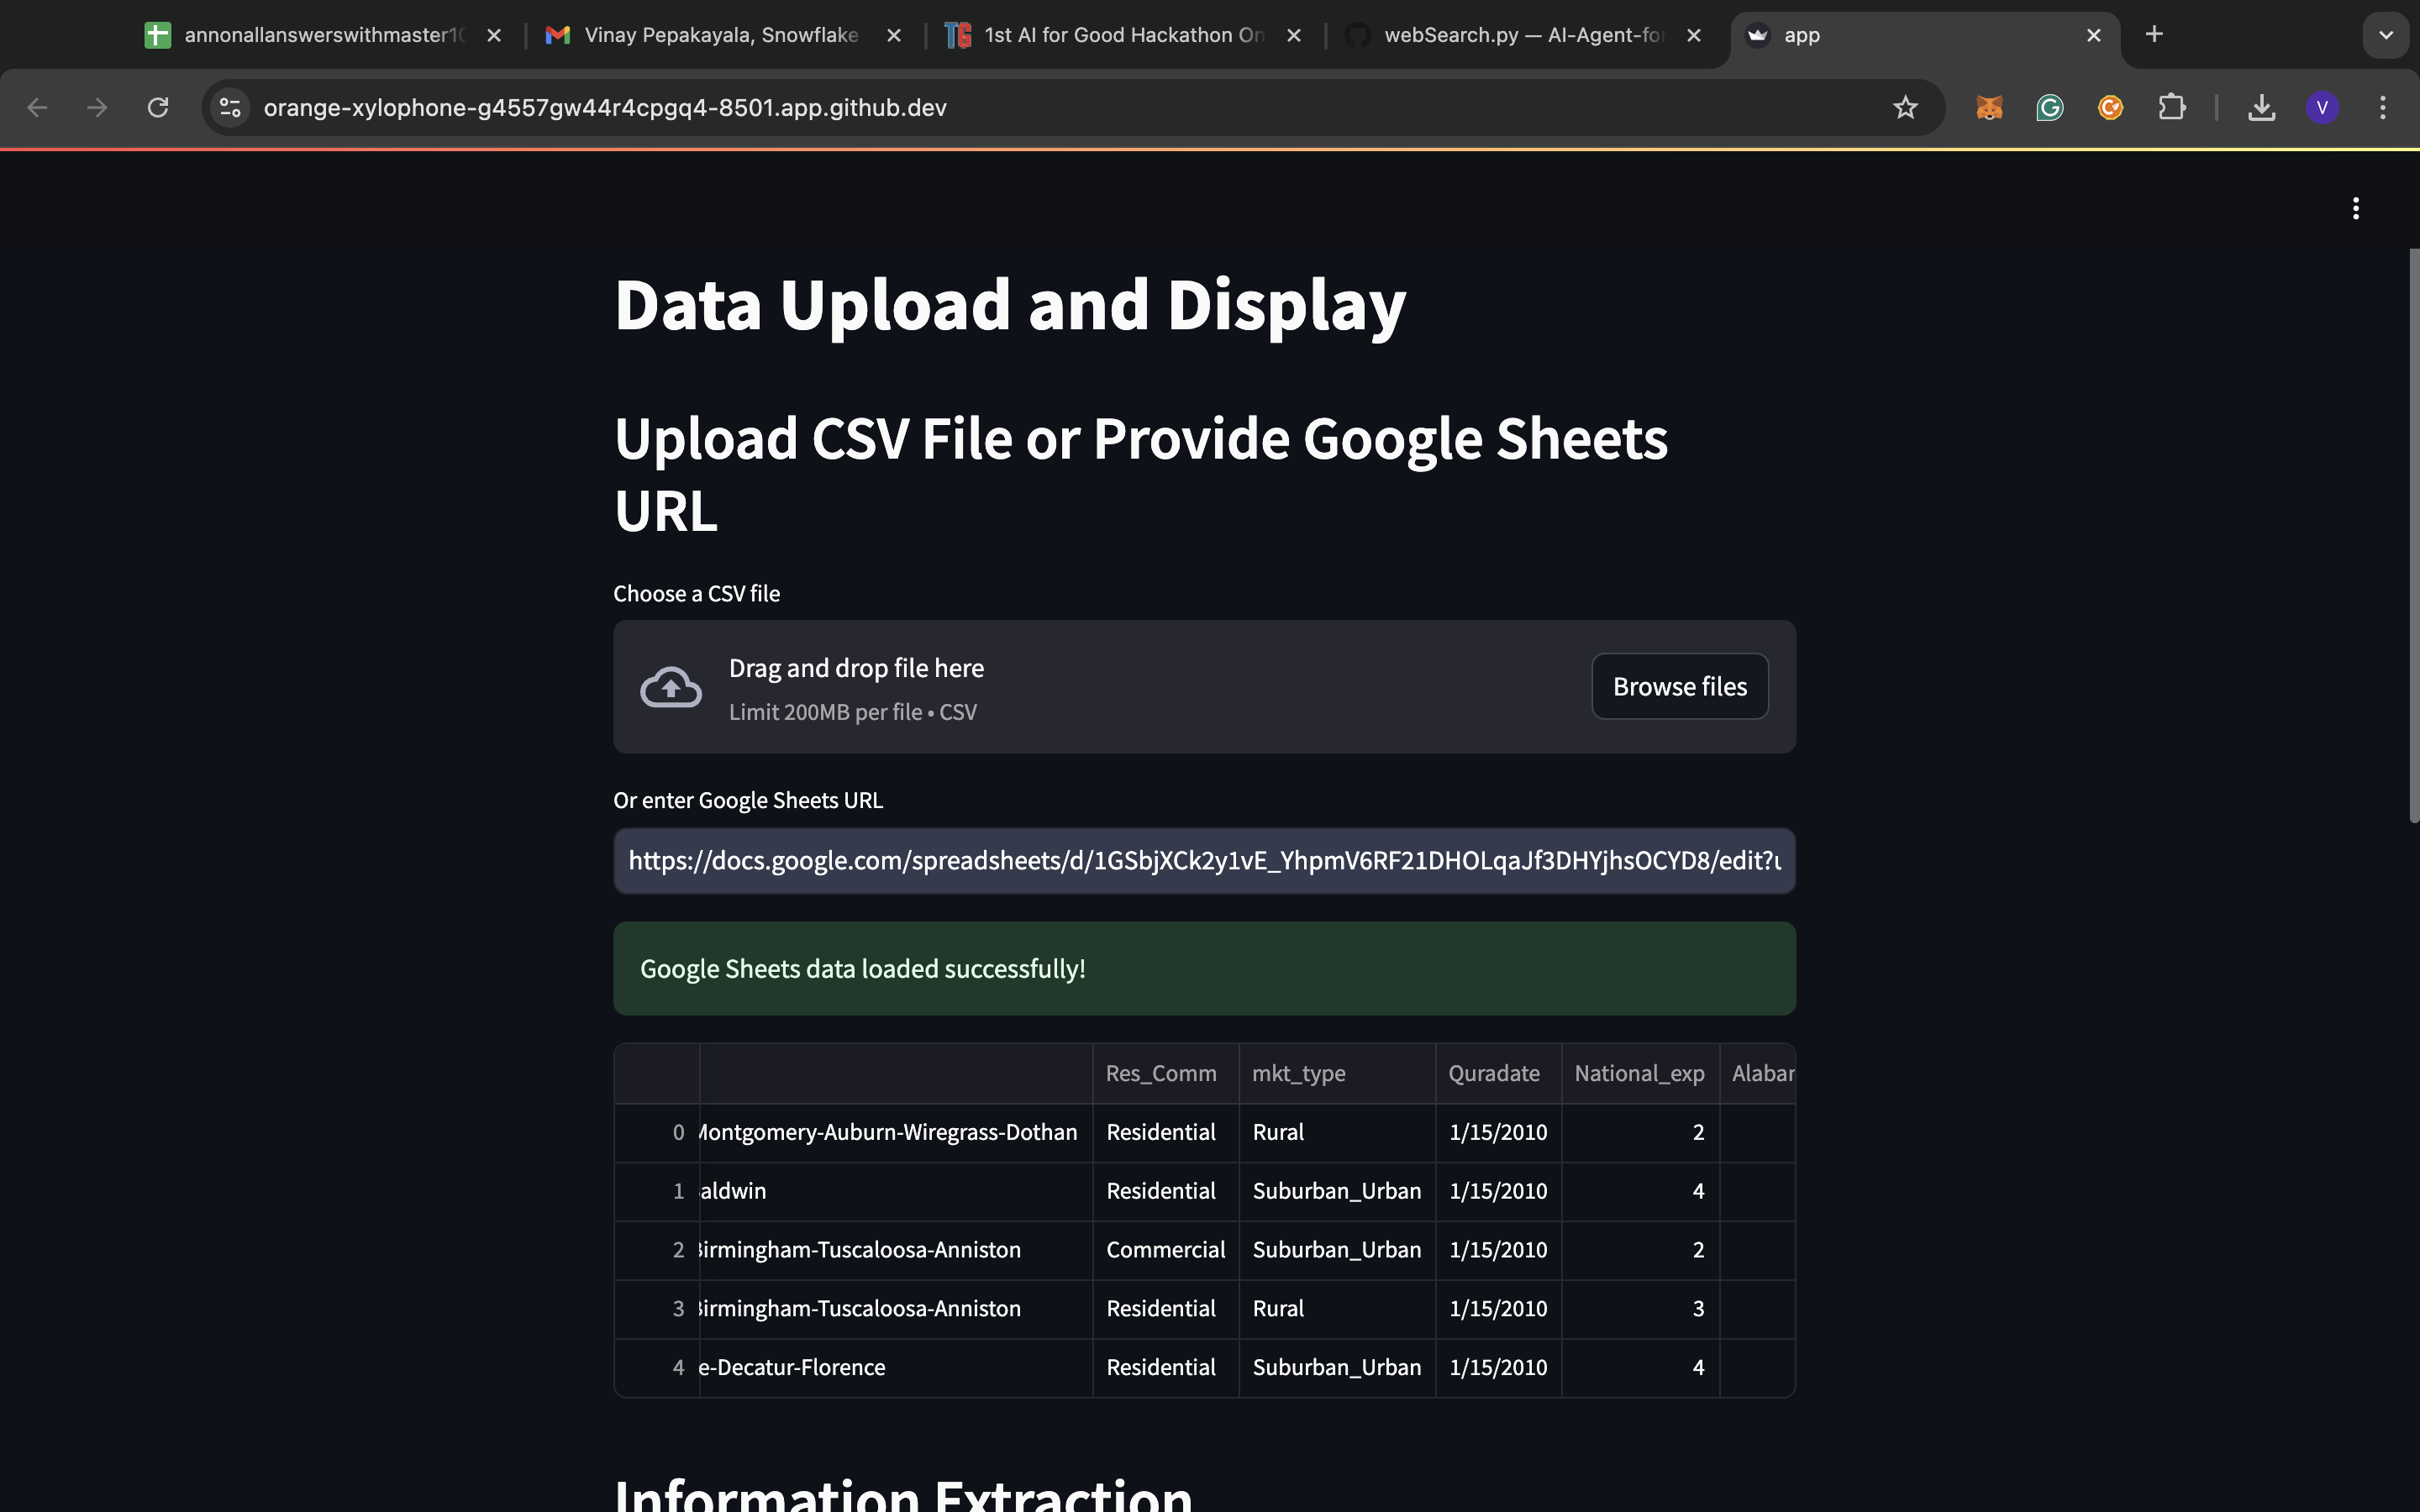 annonallanswerswithmaster10
Vinay Pepakayala, Snowflake
1st AI for Good Hackathon On
webSearch.py — AI-Agent-for
app
orange-xylophone-g4557gw44r4cpgq4-8501.app.github.dev
V
Data Upload and Display
Upload CSV File or Provide Google Sheets
URL
Choose a CSV file
Drag and drop file here
Limit 200MB per file • CSV
Browse files
Or enter Google Sheets URL
https://docs.google.com/spreadsheets/d/1GSbjXCk2y1vE_YhpmV6RF21DHOLqaJf3DHYjhsOCYD8/edit?u
Google Sheets data loaded successfully!
Res_Comm mkt_type Quradate National_exp Alabar
0 Montgomery-Auburn-Wiregrass-Dothan Residential Rural 1/15/2010 2
1 aldwin Residential Suburban_Urban 1/15/2010 4
2 Birmingham-Tuscaloosa-Anniston Commercial Suburban_Urban 1/15/2010 2
3 Birmingham-Tuscaloosa-Anniston Residential Rural 1/15/2010 3
4 e-Decatur-Florence Residential Suburban_Urban 1/15/2010 4
Information Extraction